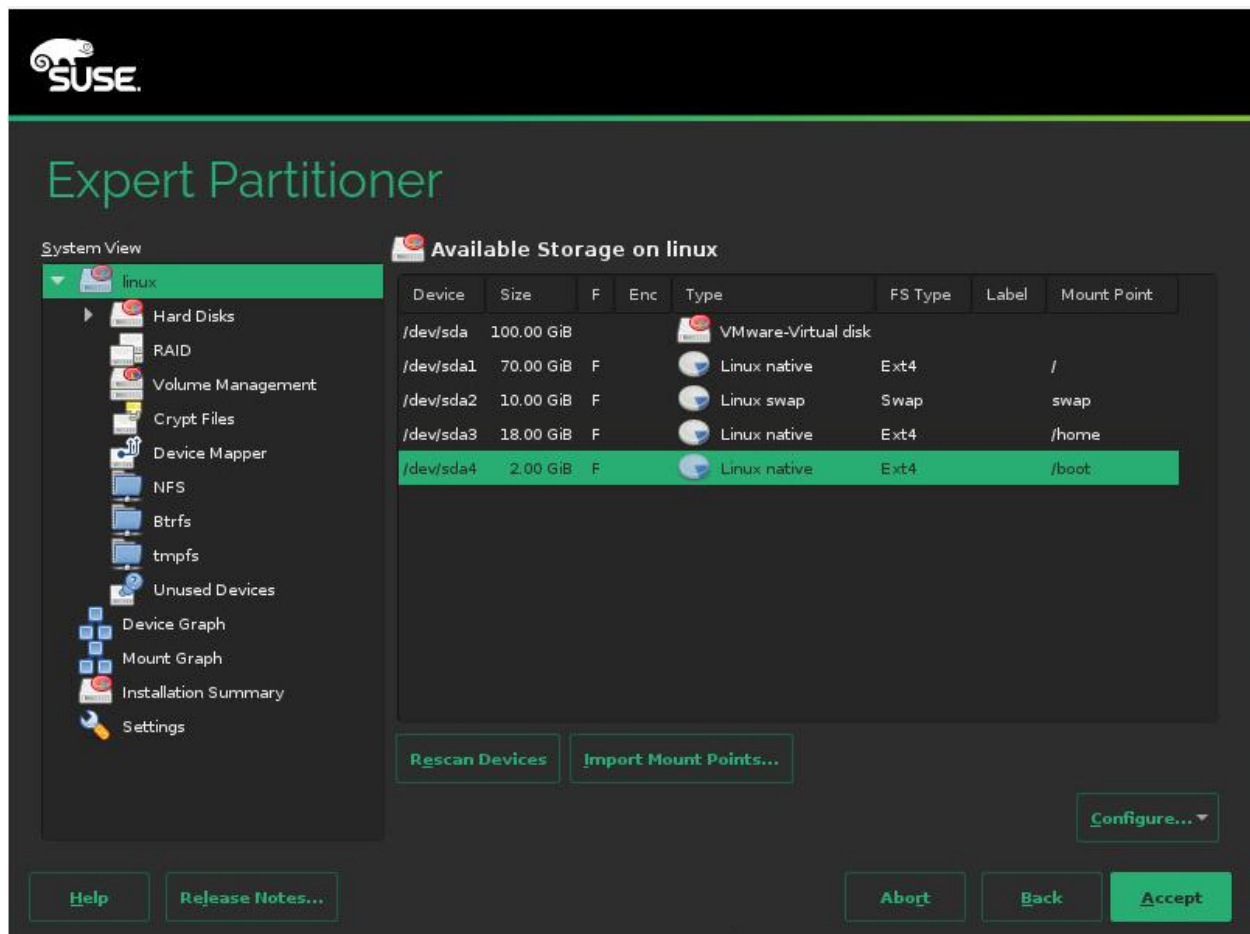 SUSE.
Expert Partitioner
System View
linux
Hard Disks
RAID
Volume Management
Crypt Files
Device Mapper
NFS
Btrfs
tmpfs
Unused Devices
Device Graph
Mount Graph
Installation Summary
Settings
Available Storage on linux
Device Size F Enc Type FS Type Label Mount Point
/dev/sda 100.00 GiB VMware-Virtual disk
/dev/sda1 70.00 GiB F Linux native Ext4 /
/dev/sda2 10.00 GiB F Linux swap Swap swap
/dev/sda3 18.00 GiB F Linux native Ext4 /home
/dev/sda4 2.00 GiB F Linux native Ext4 /boot
Rescan Devices Import Mount Points...
Configure...
Help Release Notes... Abort Back Accept